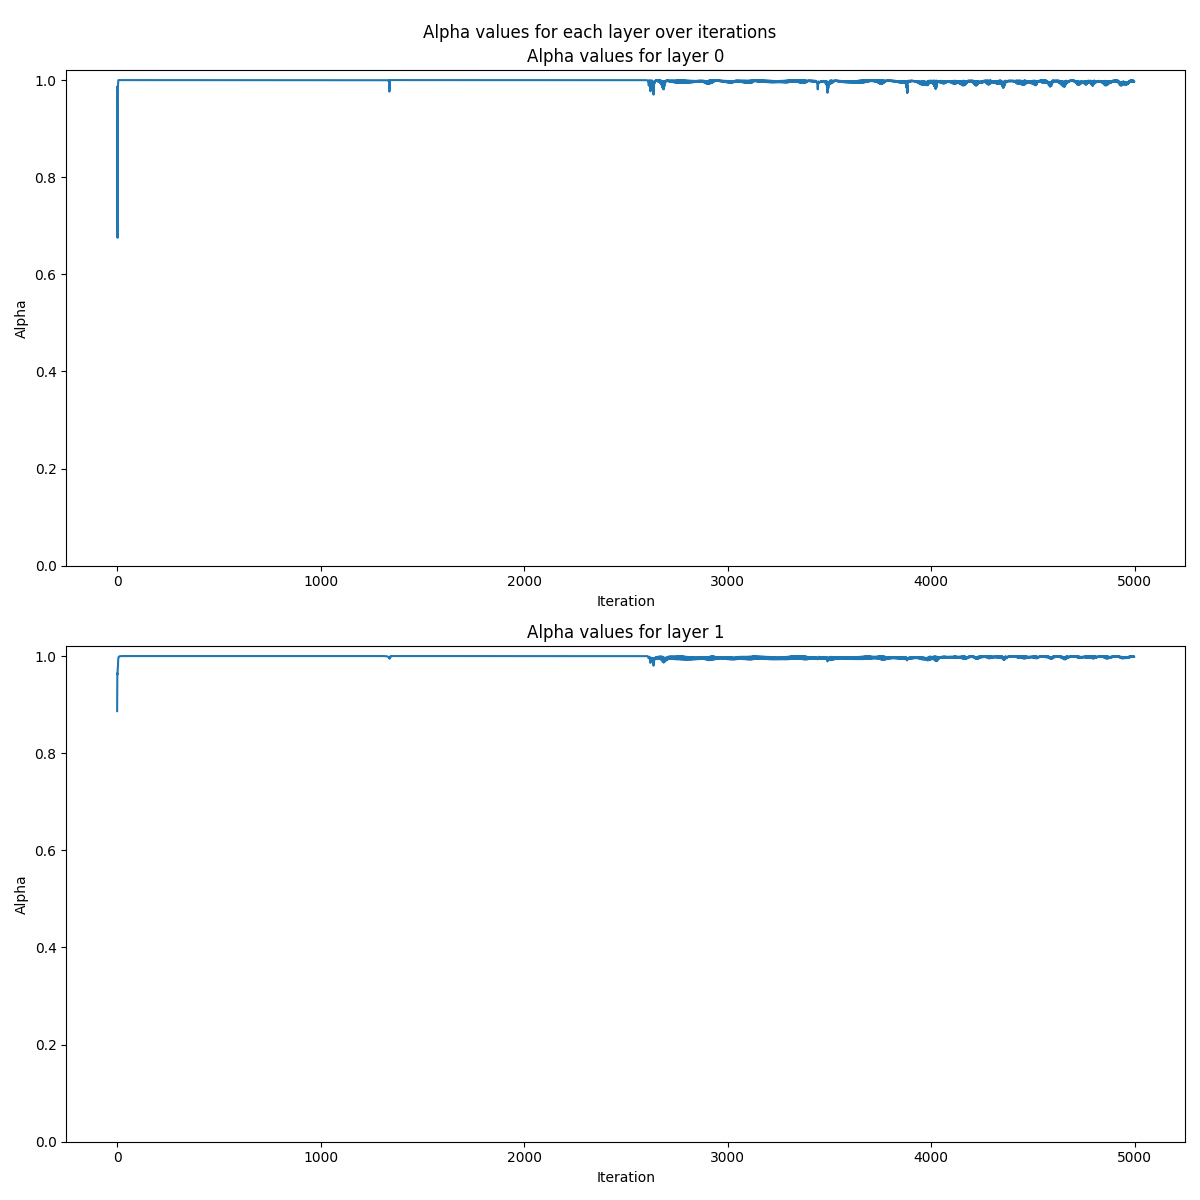 Alpha values for each layer over iterations
Alpha values for layer 0
1.0
0.8
0.6
0.4
0.2
0.0
Alpha
0 1000 2000 3000 4000 5000
Iteration
Alpha values for layer 1
1.0
0.8
0.6
0.4
0.2
0.0
Alpha
0 1000 2000 3000 4000 5000
Iteration